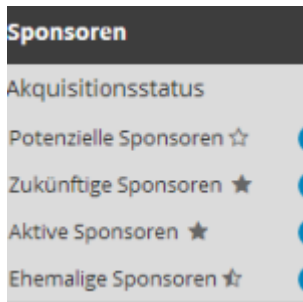 Sponsoren
Akquisitionsstatus
Potenzielle Sponsoren
Zukünftige Sponsoren
Aktive Sponsoren
Ehemalige Sponsoren